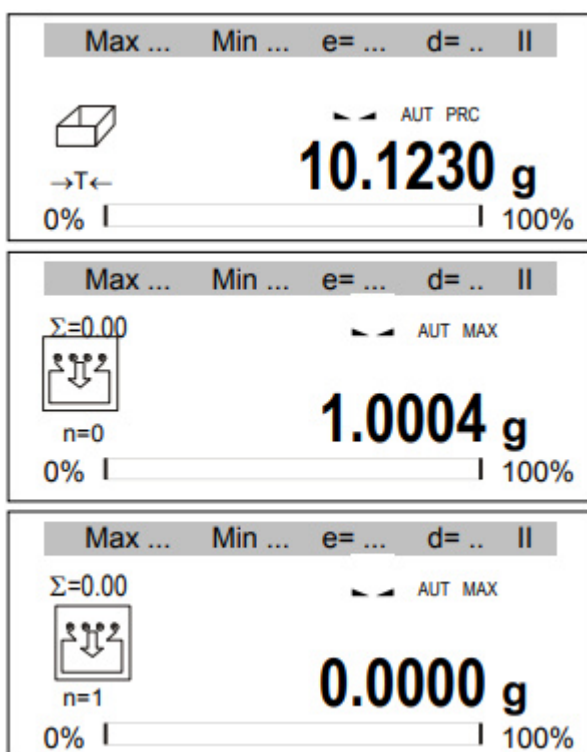 Max ... Min ... e= ... d= .. II
AUT PRC
10.1230 g
→T←
0% 100%
Max ... Min ... e= ... d= .. II
Σ=0.00 AUT MAX
1.0004 g
n=0
0% 100%
Max ... Min ... e= ... d= .. II
Σ=0.00 AUT MAX
0.0000 g
n=1
0% 100%